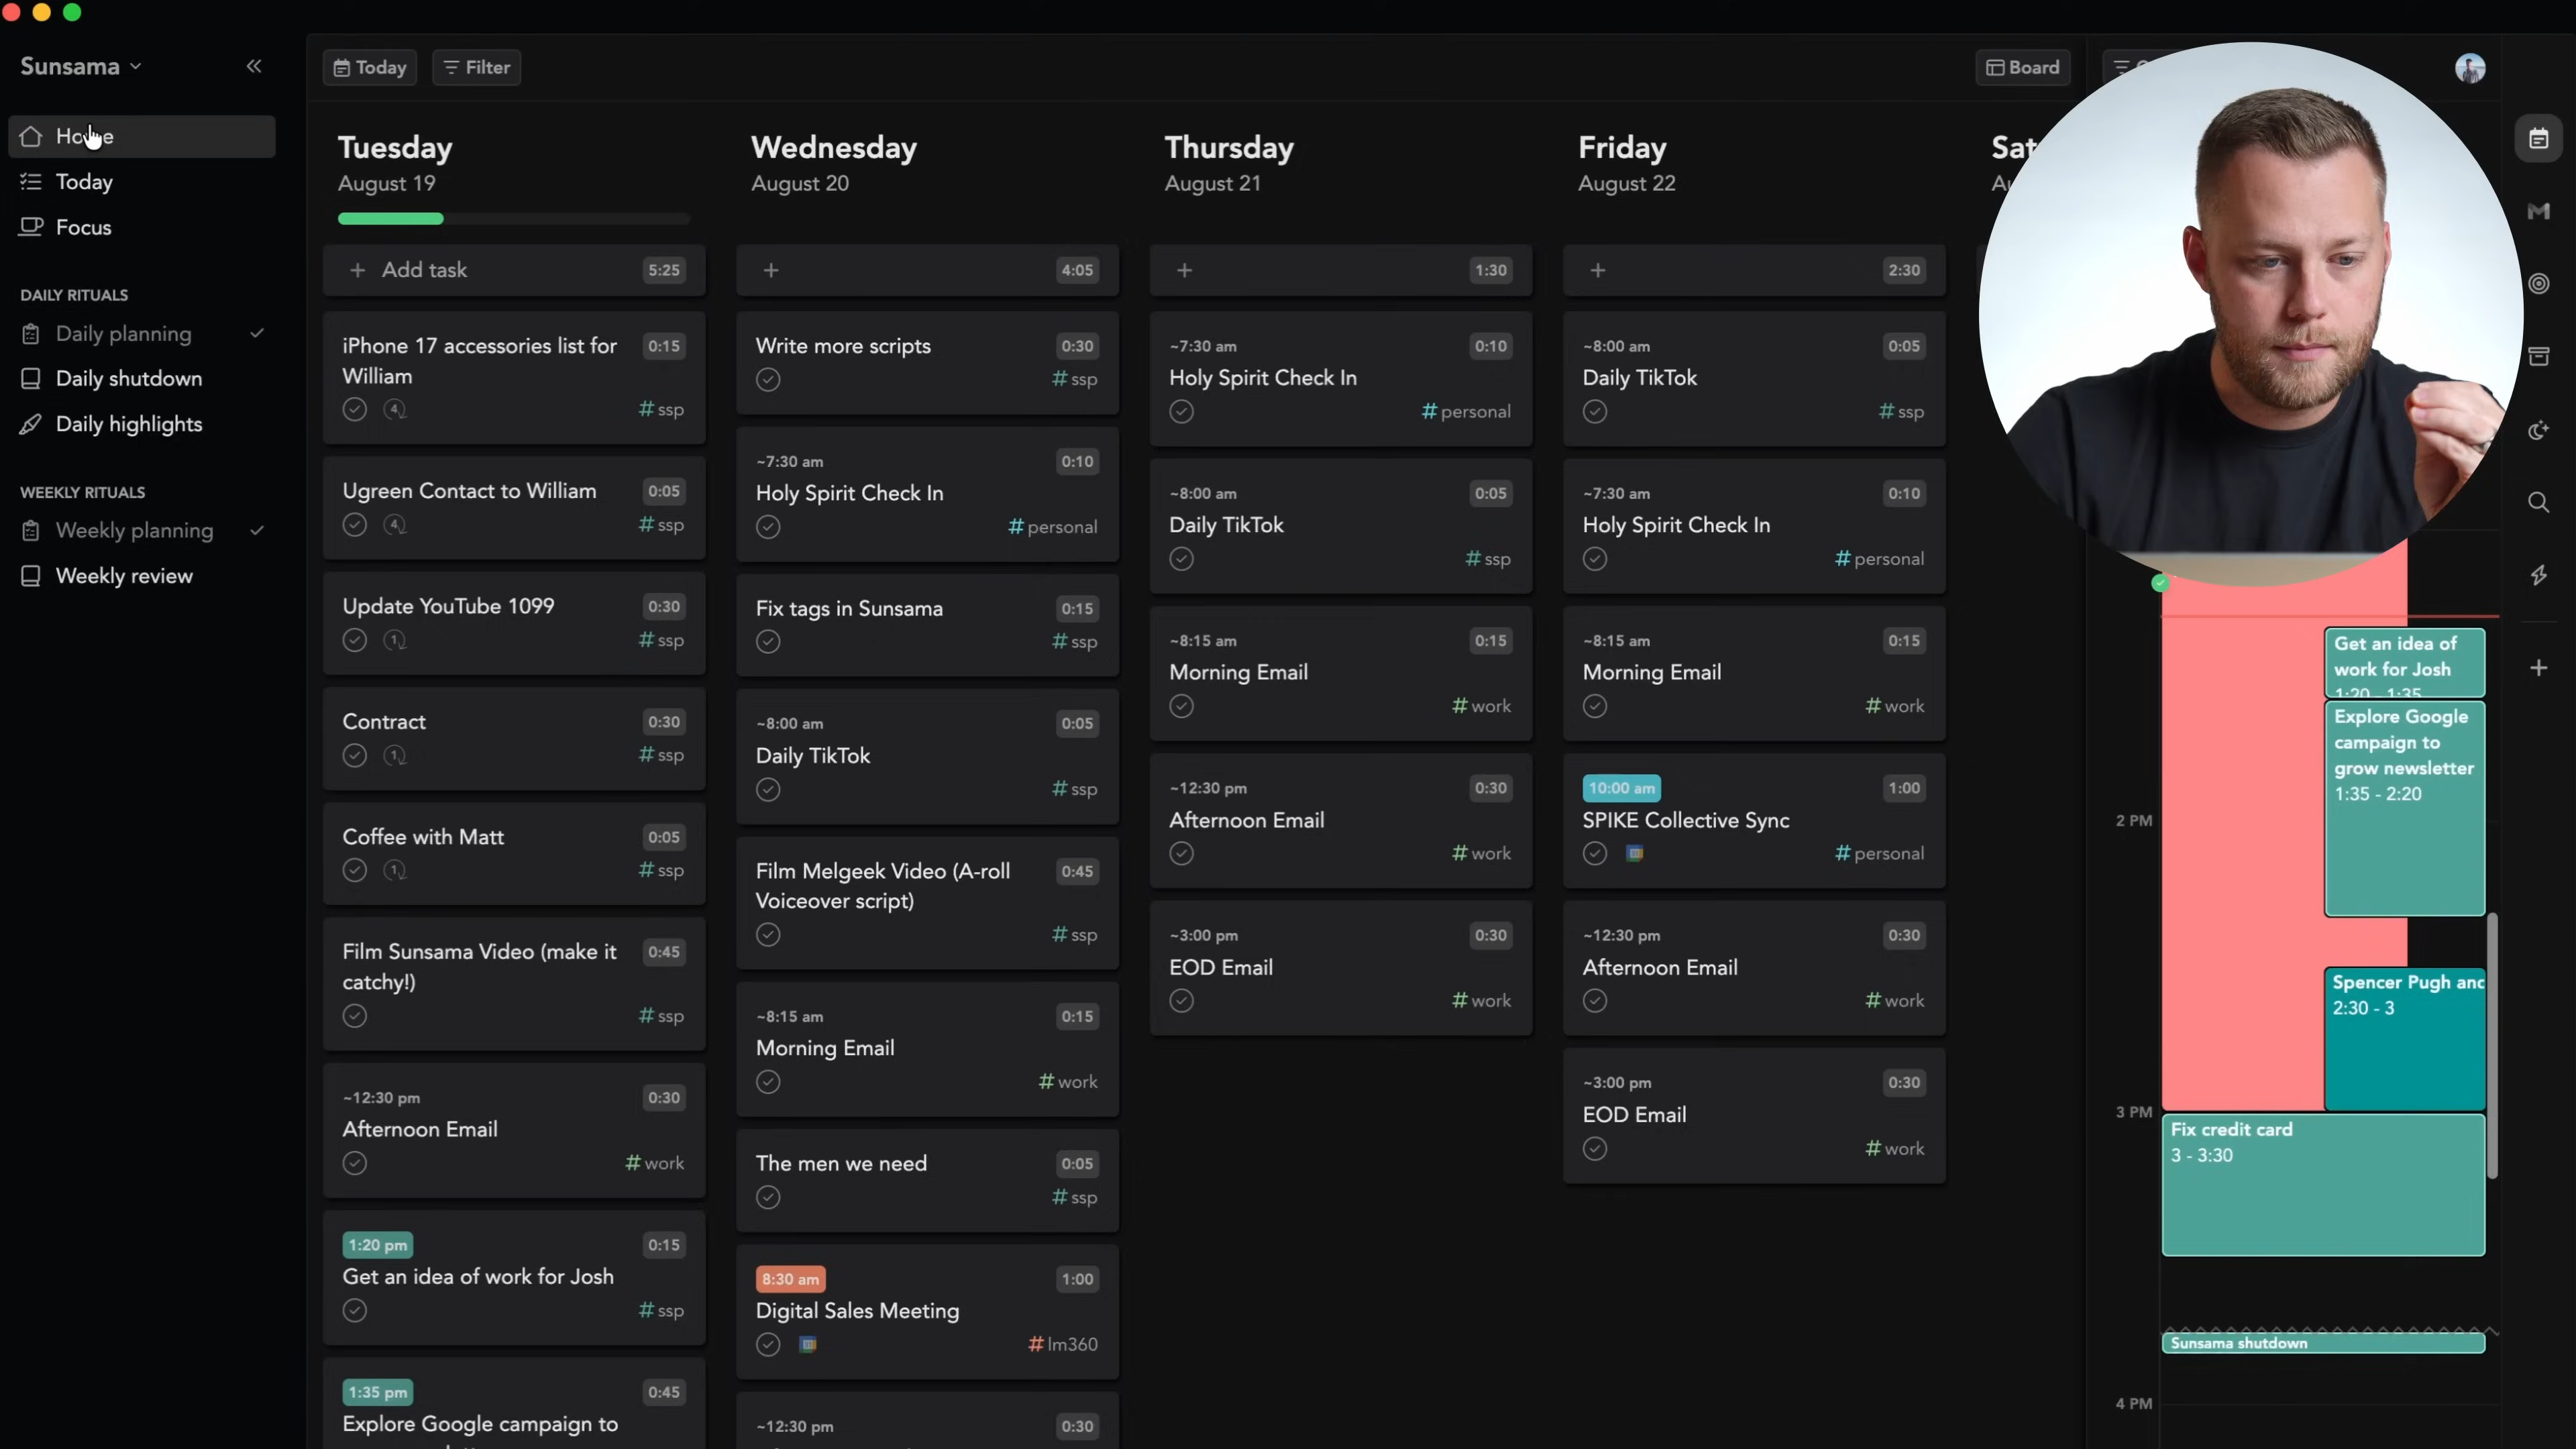 Sunsama
Home
Today
Focus
DAILY RITUALS
Daily planning
Daily shutdown
Daily highlights
WEEKLY RITUALS
Weekly planning
Weekly review
Today
Filter
Board
Tuesday
August 19
+ Add task 5:25
iPhone 17 accessories list for 0:15
William
4 # ssp
Ugreen Contact to William 0:05
4 # ssp
Update YouTube 1099 0:30
1 # ssp
Contract 0:30
1 # ssp
Coffee with Matt 0:05
1 # ssp
Film Sunsama Video (make it 0:45
catchy!)
# ssp
~12:30 pm 0:30
Afternoon Email
# work
1:20 pm 0:15
Get an idea of work for Josh
# ssp
1:35 pm 0:45
Explore Google campaign to
Wednesday
August 20
+ 4:05
Write more scripts 0:30
# ssp
~7:30 am 0:10
Holy Spirit Check In
# personal
Fix tags in Sunsama 0:15
# ssp
~8:00 am 0:05
Daily TikTok
# ssp
Film Melgeek Video (A-roll 0:45
Voiceover script)
# ssp
~8:15 am 0:15
Morning Email
# work
The men we need 0:05
# ssp
8:30 am 1:00
Digital Sales Meeting
# lm360
~12:30 pm 0:30
Thursday
August 21
+ 1:30
~7:30 am 0:10
Holy Spirit Check In
# personal
~8:00 am 0:05
Daily TikTok
# ssp
~8:15 am 0:15
Morning Email
# work
~12:30 pm 0:30
Afternoon Email
# work
~3:00 pm 0:30
EOD Email
# work
Friday
August 22
+ 2:30
~8:00 am 0:05
Daily TikTok
# ssp
~7:30 am 0:10
Holy Spirit Check In
# personal
~8:15 am 0:15
Morning Email
# work
10:00 am 1:00
SPIKE Collective Sync
# personal
~12:30 pm 0:30
Afternoon Email
# work
~3:00 pm 0:30
EOD Email
# work
Get an idea of
work for Josh
1:20 - 1:35
Explore Google
campaign to
grow newsletter
1:35 - 2:20
2 PM
Spencer Pugh and
2:30 - 3
3 PM
Fix credit card
3 - 3:30
Sunsama shutdown
4 PM